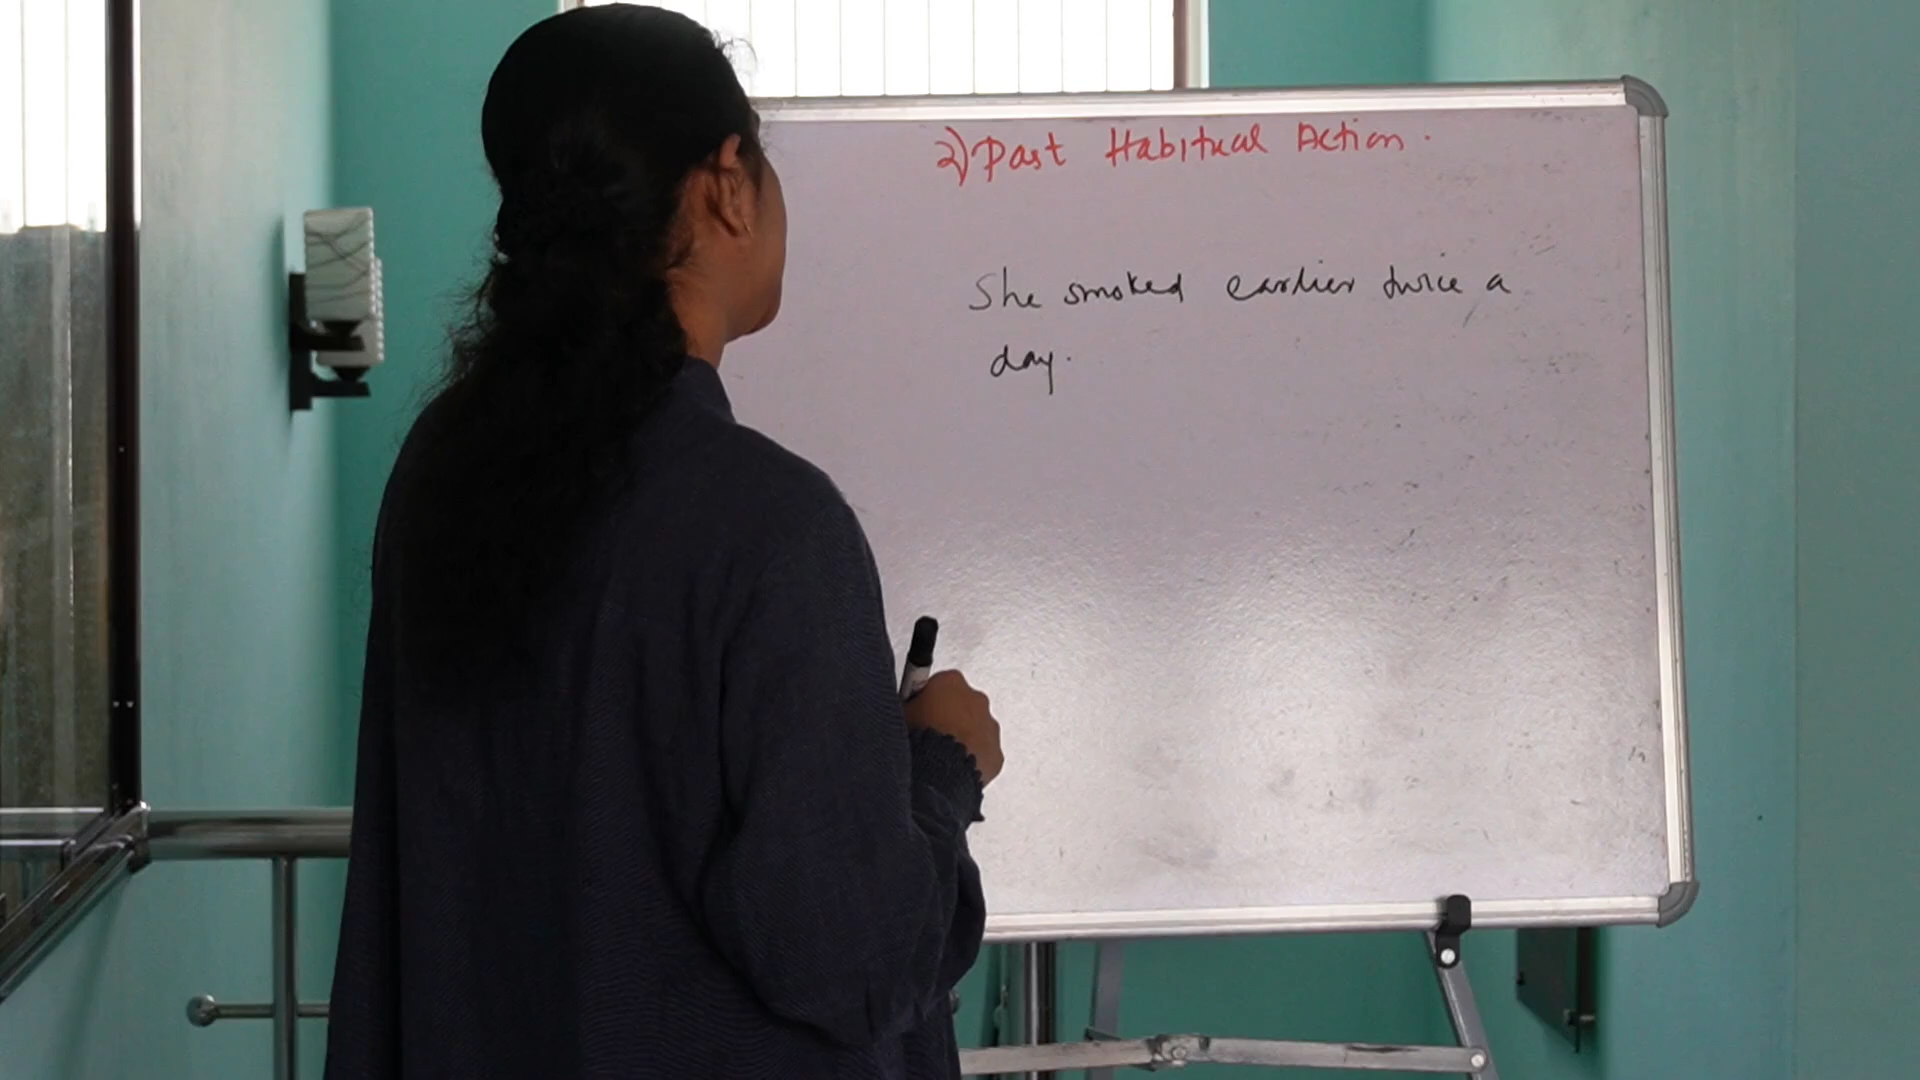 2) Past Habitual Action.
She smoked earlier twice a
day.